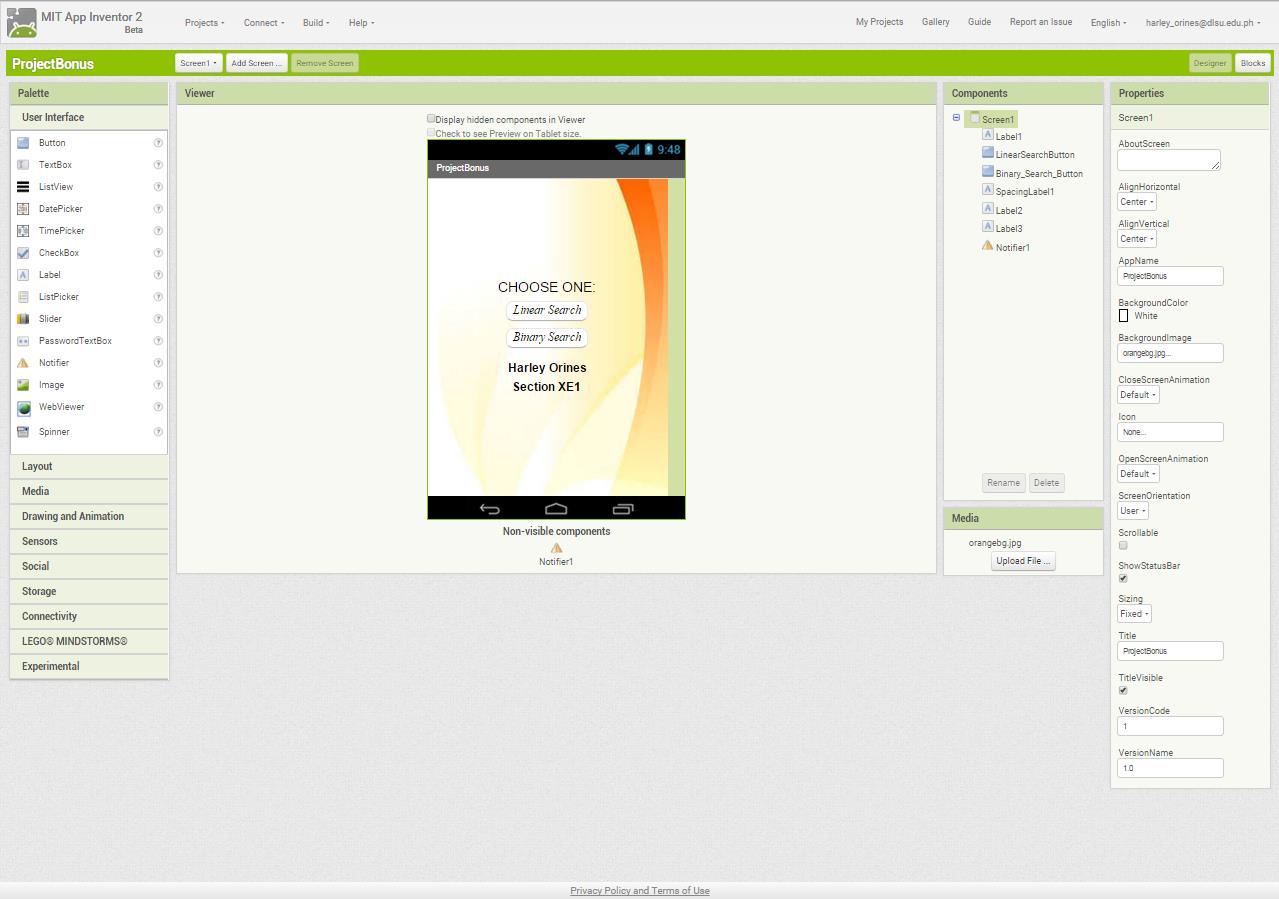 MIT App Inventor 2
Beta
Projects Connect Build Help
My Projects Gallery Guide Report an Issue English harley_orines@dlsu.edu.ph
ProjectBonus Screen1 Add Screen ... Remove Screen Designer Blocks
Palette
User Interface
Button
TextBox
ListView
DatePicker
TimePicker
CheckBox
Label
ListPicker
Slider
PasswordTextBox
Notifier
Image
WebViewer
Spinner
Layout
Media
Drawing and Animation
Sensors
Social
Storage
Connectivity
LEGO® MINDSTORMS®
Experimental
Viewer
Display hidden components in Viewer
Check to see Preview on Tablet size.
9:48
ProjectBonus
CHOOSE ONE:
Linear Search
Binary Search
Harley Orines
Section XE1
Non-visible components
Notifier1
Components
Screen1
Label1
LinearSearchButton
Binary_Search_Button
SpacingLabel1
Label2
Label3
Notifier1
Rename Delete
Media
orangebg.jpg
Upload File ...
Properties
Screen1
AboutScreen
AlignHorizontal
Center
AlignVertical
Center
AppName
ProjectBonus
BackgroundColor
White
BackgroundImage
orangebg.jpg...
CloseScreenAnimation
Default
Icon
None...
OpenScreenAnimation
Default
ScreenOrientation
User
Scrollable
ShowStatusBar
Sizing
Fixed
Title
ProjectBonus
TitleVisible
VersionCode
1
VersionName
1.0
Privacy Policy and Terms of Use